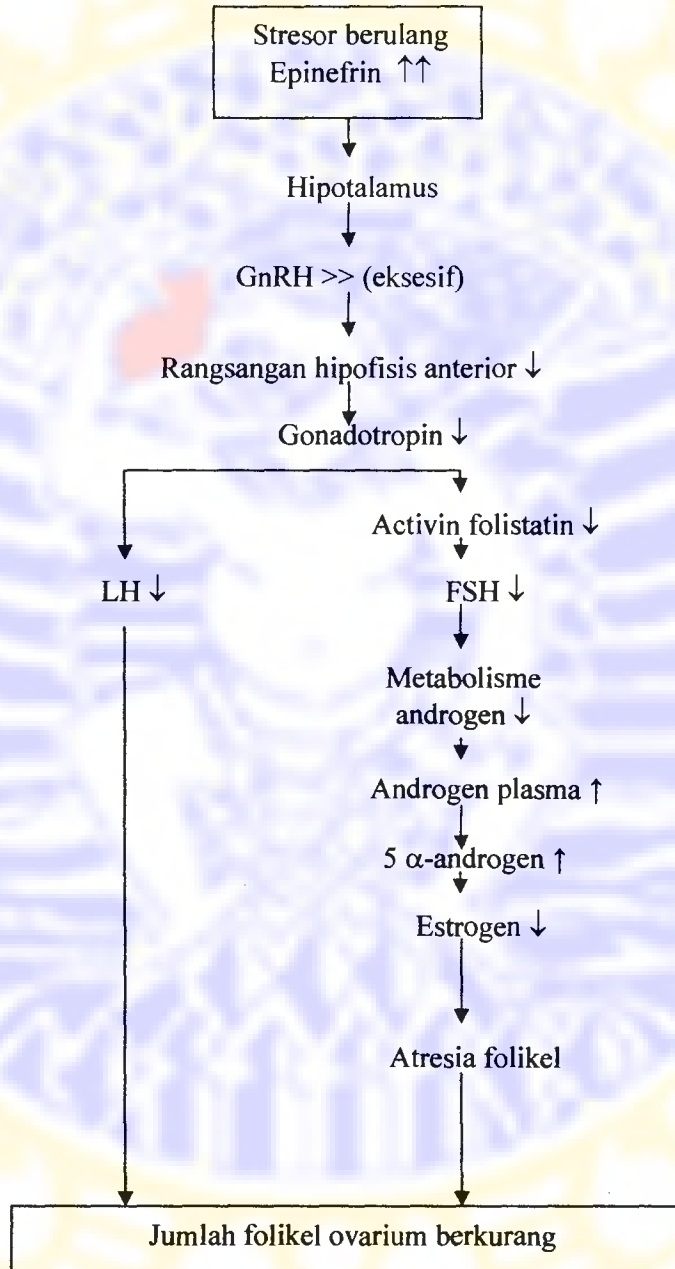 Stresor berulang
Epinefrin ↑↑
Hipotalamus
GnRH >> (eksesif)
Rangsangan hipofisis anterior ↓
Gonadotropin ↓
Activin folistatin ↓
LH ↓
FSH ↓
Metabolisme
androgen ↓
Androgen plasma ↑
5 α-androgen ↑
Estrogen ↓
Atresia folikel
Jumlah folikel ovarium berkurang